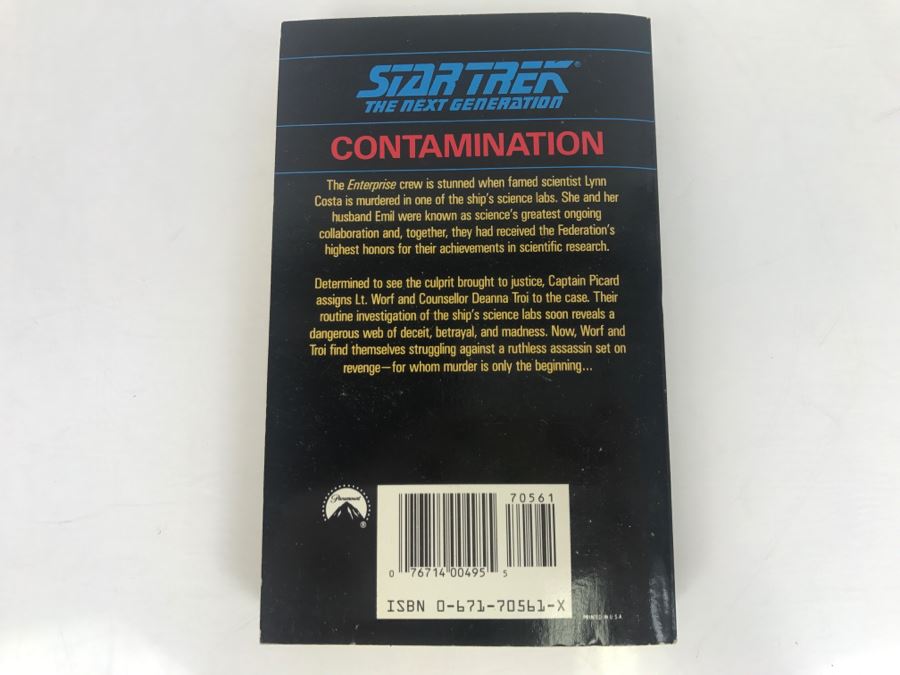 STAR TREK®
THE NEXT GENERATION
CONTAMINATION
The Enterprise crew is stunned when famed scientist Lynn
Costa is murdered in one of the ship's science labs. She and her
husband Emil were known as science's greatest ongoing
collaboration and, together, they had received the Federation's
highest honors for their achievements in scientific research.
Determined to see the culprit brought to justice, Captain Picard
assigns Lt. Worf and Counsellor Deanna Troi to the case. Their
routine investigation of the ship's science labs soon reveals a
dangerous web of deceit, betrayal, and madness. Now, Worf and
Troi find themselves struggling against a ruthless assassin set on
revenge—for whom murder is only the beginning...
Paramount
®
70561
0 76714 00495 5
ISBN 0-671-70561-X
PRINTED IN U.S.A.